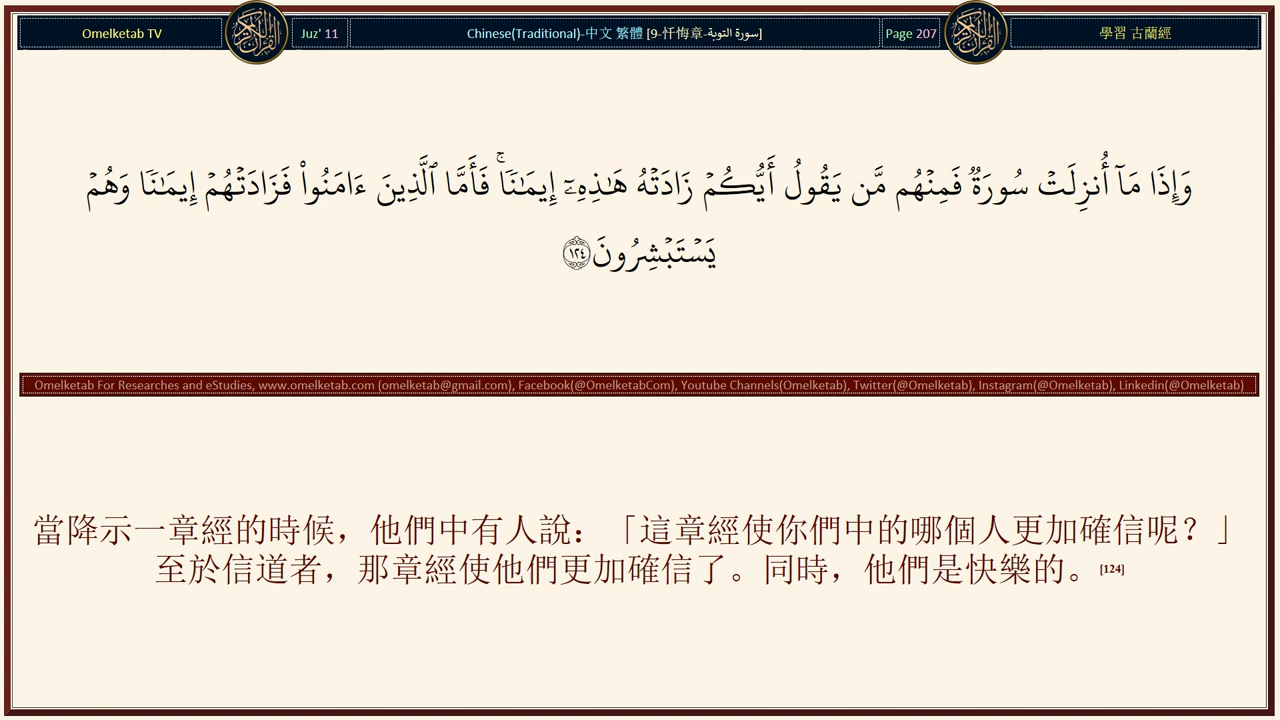 Omelketab TV
Juz' 11
Chinese(Traditional)-中文 繁體 [9-忏悔章-سورة التوبة]
Page 207
學習 古蘭經
وَإِذَا مَآ أُنزِلَتۡ سُورَةٞ فَمِنۡهُم مَّن يَقُولُ أَيُّكُمۡ زَادَتۡهُ هَٰذِهِۦٓ إِيمَٰنٗاۚ فَأَمَّا ٱلَّذِينَ ءَامَنُواْ فَزَادَتۡهُمۡ إِيمَٰنٗا وَهُمۡ
يَسۡتَبۡشِرُونَ ١٢٤
Omelketab For Researches and eStudies, www.omelketab.com (omelketab@gmail.com), Facebook(@OmelketabCom), Youtube Channels(Omelketab), Twitter(@Omelketab), Instagram(@Omelketab), Linkedin(@Omelketab)
當降示一章經的時候，他們中有人說：「這章經使你們中的哪個人更加確信呢？」
至於信道者，那章經使他們更加確信了。同時，他們是快樂的。[124]